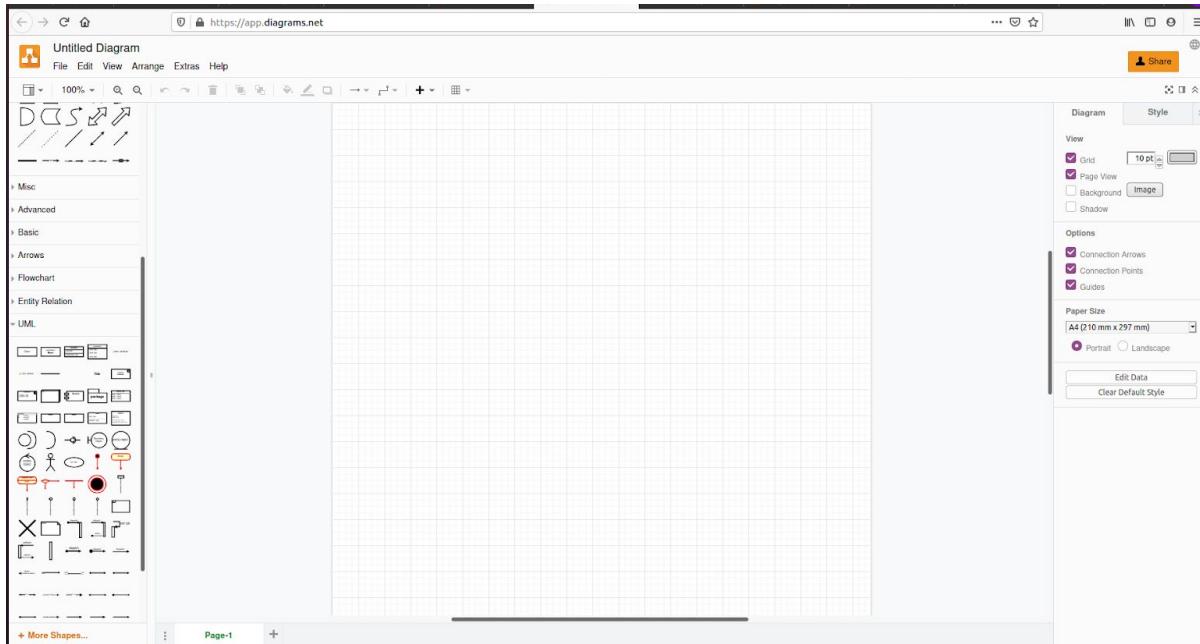 https://app.diagrams.net
Untitled Diagram
File Edit View Arrange Extras Help
Share
100%
Diagram Style
View
Grid 10 pt
Page View
Background Image
Shadow
Options
Connection Arrows
Connection Points
Guides
Paper Size
A4 (210 mm x 297 mm)
Portrait Landscape
Edit Data
Clear Default Style
Misc
Advanced
Basic
Arrows
Flowchart
Entity Relation
UML
package
+ More Shapes...
Page-1